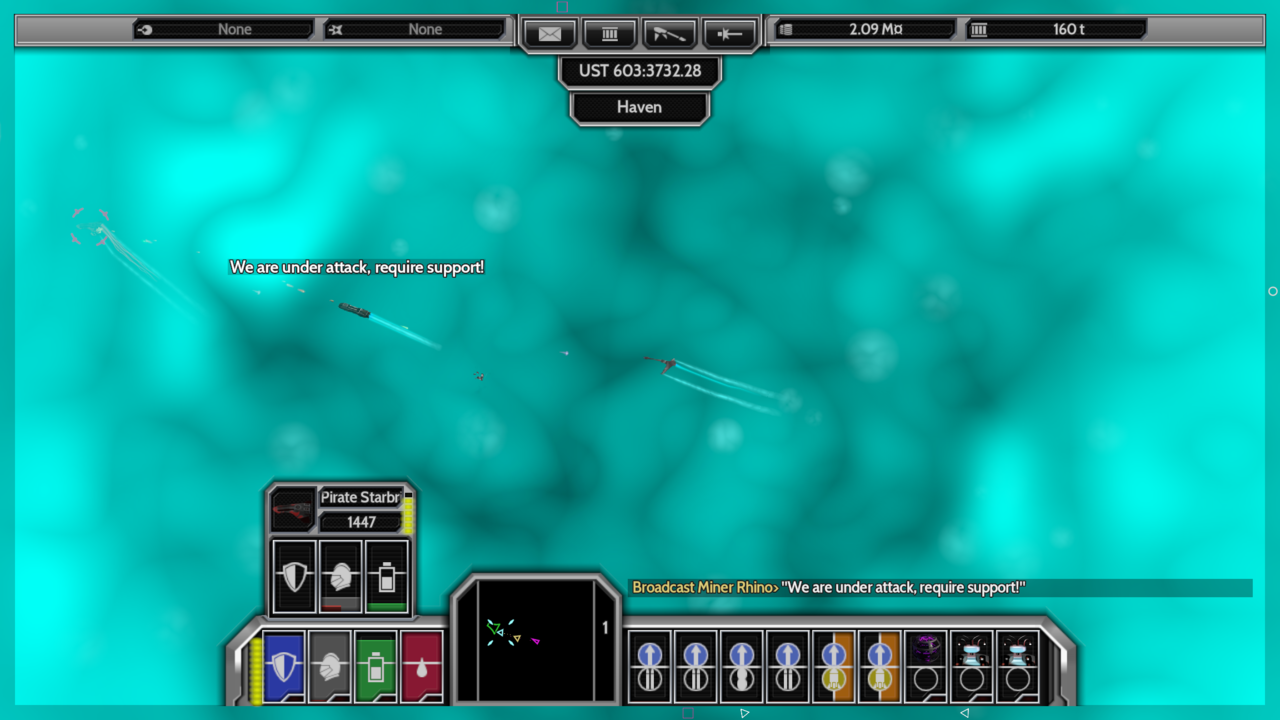 None
None
2.09 M¤
160 t
UST 603:3732.28
Haven
We are under attack, require support!
Pirate Starbr
1447
Broadcast Miner Rhino> "We are under attack, require support!"
1